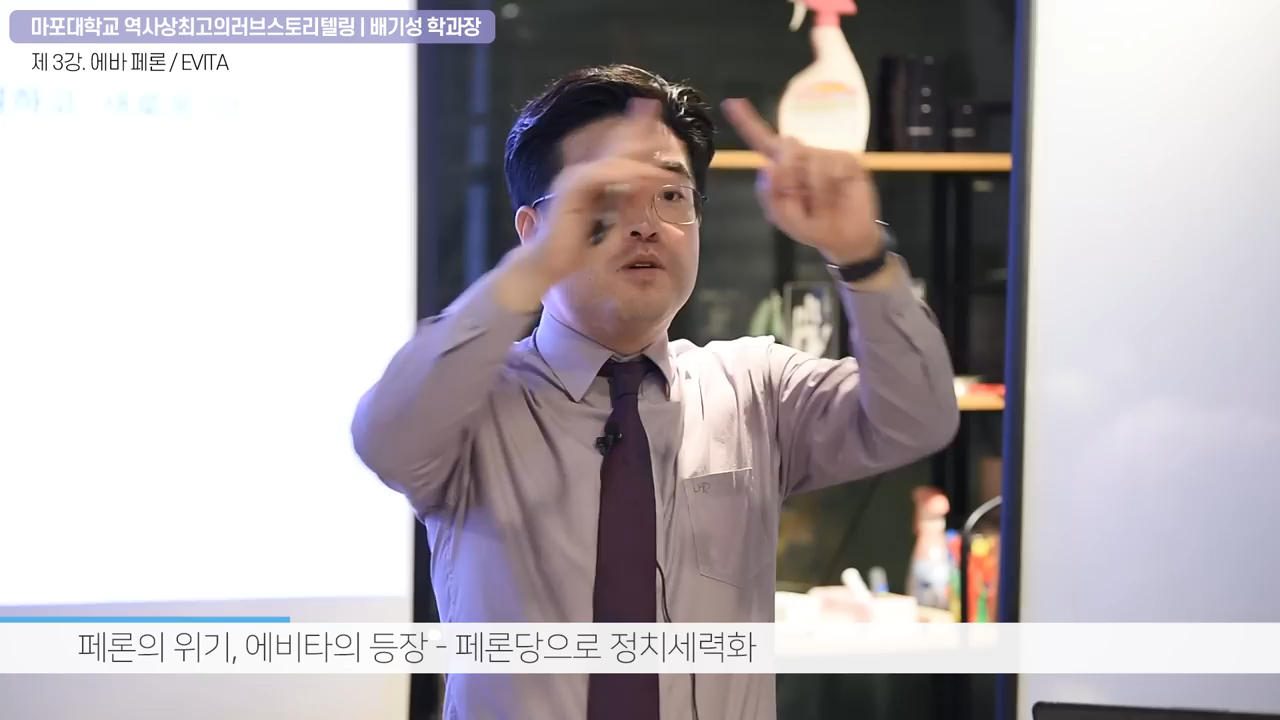 마포대학교 역사상최고의러브스토리텔링 | 배기성 학과장
제 3강. 에바 페론 / EVITA
페론의 위기, 에비타의 등장 - 페론당으로 정치세력화